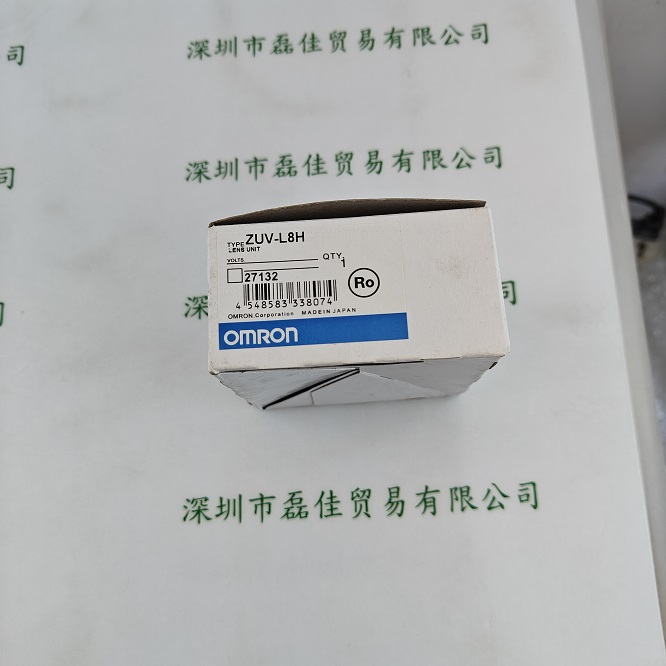 司
深圳市磊佳贸易有限公司
司
深圳市磊佳贸易有限公司
TYPE ZUV-L8H
LENS UNIT
VOLTS. QTY. 1
27132
4 548583 338074
Ro
OMRON Corporation MADE IN JAPAN
OMRON
深圳市磊佳贸易有限公司